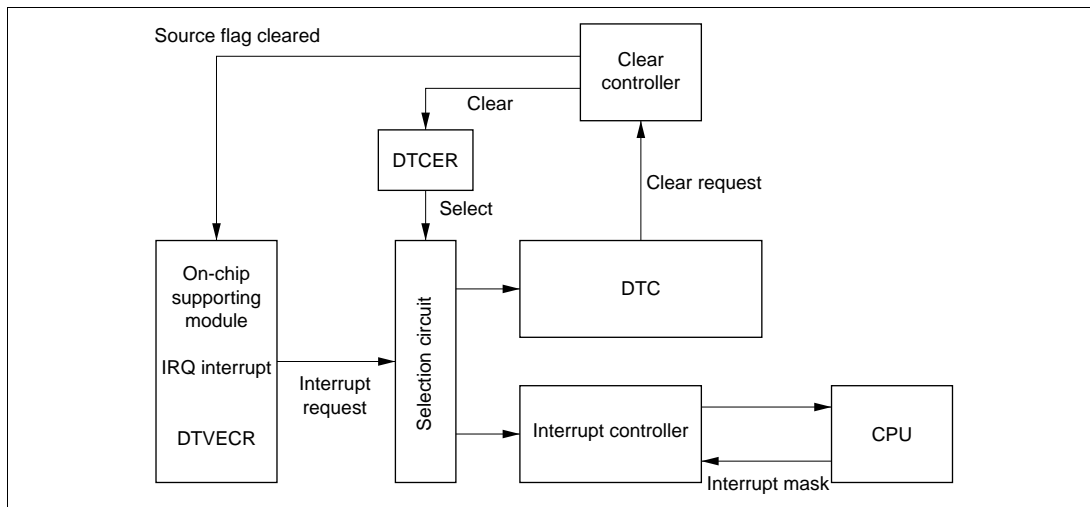 Source flag cleared
Clear
controller
Clear
DTCER
Clear request
Select
On-chip
supporting
module
IRQ interrupt
DTVECR
Interrupt
request
Selection circuit
DTC
Interrupt controller
CPU
Interrupt mask